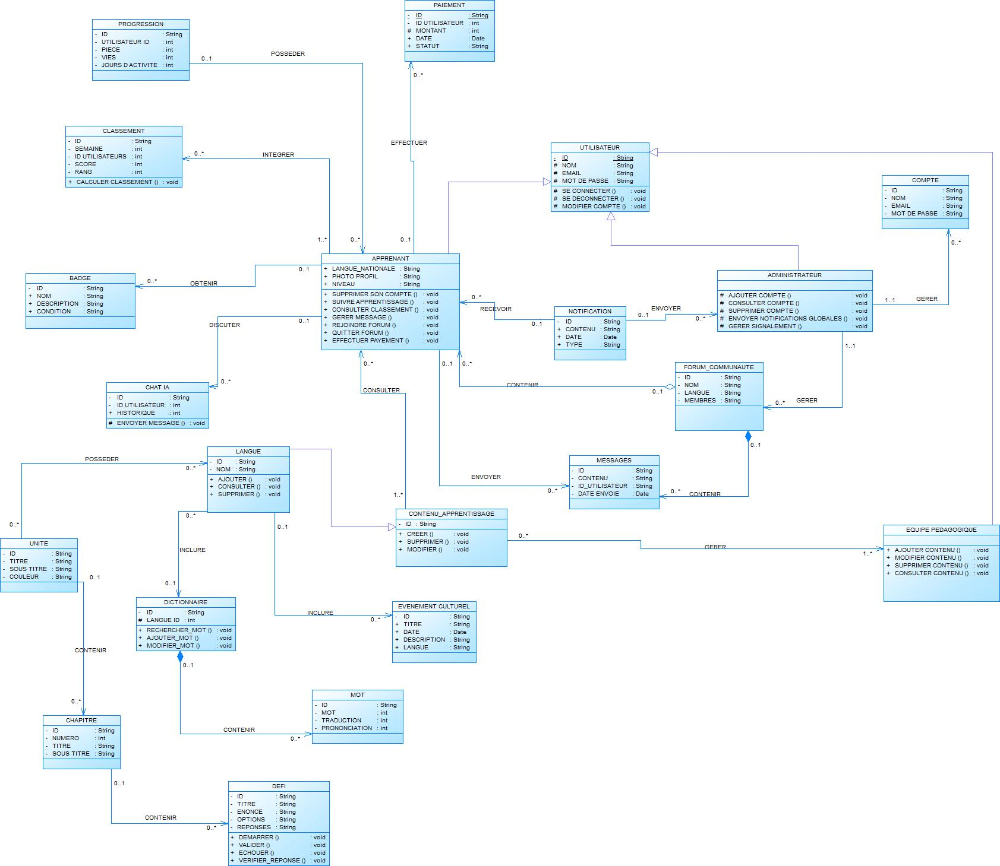 PAIEMENT
- ID : String
- ID UTILISATEUR : int
# MONTANT : int
+ DATE : Date
+ STATUT : String
PROGRESSION
- ID : String
- UTILISATEUR ID : int
- PIECE : int
- VIES : int
- JOURS D ACTIVITE : int
0..1
POSSEDER
0..*
0..*
EFFECTUER
0..1
CLASSEMENT
- ID : String
- SEMAINE : int
- ID UTILISATEURS : int
- SCORE : int
- RANG : int
+ CALCULER CLASSEMENT () : void
0..*
INTEGRER
1..*
UTILISATEUR
- ID : String
# NOM : String
# EMAIL : String
# MOT DE PASSE : String
# SE CONNECTER () : void
# SE DECONNECTER () : void
# MODIFIER COMPTE () : void
COMPTE
- ID : String
- NOM : String
- EMAIL : String
- MOT DE PASSE : String
0..*
GERER
1..1
APPRENANT
+ LANGUE_NATIONALE : String
+ PHOTO PROFIL : String
+ NIVEAU : String
+ SUPPRIMER SON COMPTE () : void
+ SUIVRE APPRENTISSAGE () : void
+ CONSULTER CLASSEMENT () : void
+ GERER MESSAGE () : void
+ REJOINDRE FORUM () : void
+ QUITTER FORUM () : void
+ EFFECTUER PAYEMENT () : void
BADGE
- ID : String
+ NOM : String
+ DESCRIPTION : String
+ CONDITION : String
0..*
OBTENIR
0..1
ADMINISTRATEUR
# AJOUTER COMPTE () : void
# CONSULTER COMPTE () : void
# SUPPRIMER COMPTE () : void
# ENVOYER NOTIFICATIONS GLOBALES () : void
# GERER SIGNALEMENT () : void
NOTIFICATION
- ID : String
+ CONTENU : String
+ DATE : Date
+ TYPE : String
0..*
RECEVOIR
0..1
0..1
ENVOYER
0..*
0..1
DISCUTER
0..*
CHAT IA
- ID : String
- ID UTILISATEUR : int
+ HISTORIQUE : int
# ENVOYER MESSAGE () : void
0..*
CONSULTER
1..*
0..1
ENVOYER
0..*
0..*
CONTENIR
0..1
FORUM_COMMUNAUTE
- ID : String
- NOM : String
- LANGUE : String
- MEMBRES : String
1..1
GERER
0..*
0..1
CONTENIR
0..*
MESSAGES
- ID : String
- CONTENU : String
- ID_UTILISATEUR : String
- DATE ENVOIE : Date
LANGUE
- ID : String
- NOM : String
+ AJOUTER () : void
+ CONSULTER () : void
+ SUPPRIMER () : void
POSSEDER
0..*
0..*
CONTENU_APPRENTISSAGE
- ID : String
+ CREER () : void
+ SUPPRIMER () : void
+ MODIFIER () : void
0..*
GERER
1..*
EQUIPE PEDAGOGIQUE
+ AJOUTER CONTENU () : void
+ MODIFIER CONTENU () : void
+ SUPPRIMER CONTENU () : void
+ CONSULTER CONTENU () : void
UNITE
- ID : String
- TITRE : String
- SOUS TITRE : String
- COULEUR : String
0..1
CONTENIR
0..*
0..*
INCLURE
0..1
0..1
INCLURE
0..*
DICTIONNAIRE
- ID : String
# LANGUE ID : int
+ RECHERCHER_MOT () : void
+ AJOUTER_MOT () : void
+ MODIFIER_MOT () : void
EVENEMENT CULTUREL
- ID : String
+ TITRE : String
+ DATE : Date
+ DESCRIPTION : String
+ LANGUE : String
0..1
CONTENIR
0..*
MOT
- ID : String
- MOT : int
- TRADUCTION : int
- PRONONCIATION : int
CHAPITRE
- ID : String
- NUMERO : int
- TITRE : String
- SOUS TITRE : String
0..1
CONTENIR
0..*
DEFI
- ID : String
- TITRE : String
- ENONCE : String
- OPTIONS : String
- REPONSES : String
+ DEMARRER () : void
+ VALIDER () : void
+ ECHOUER () : void
+ VERIFIER_REPONSE () : void